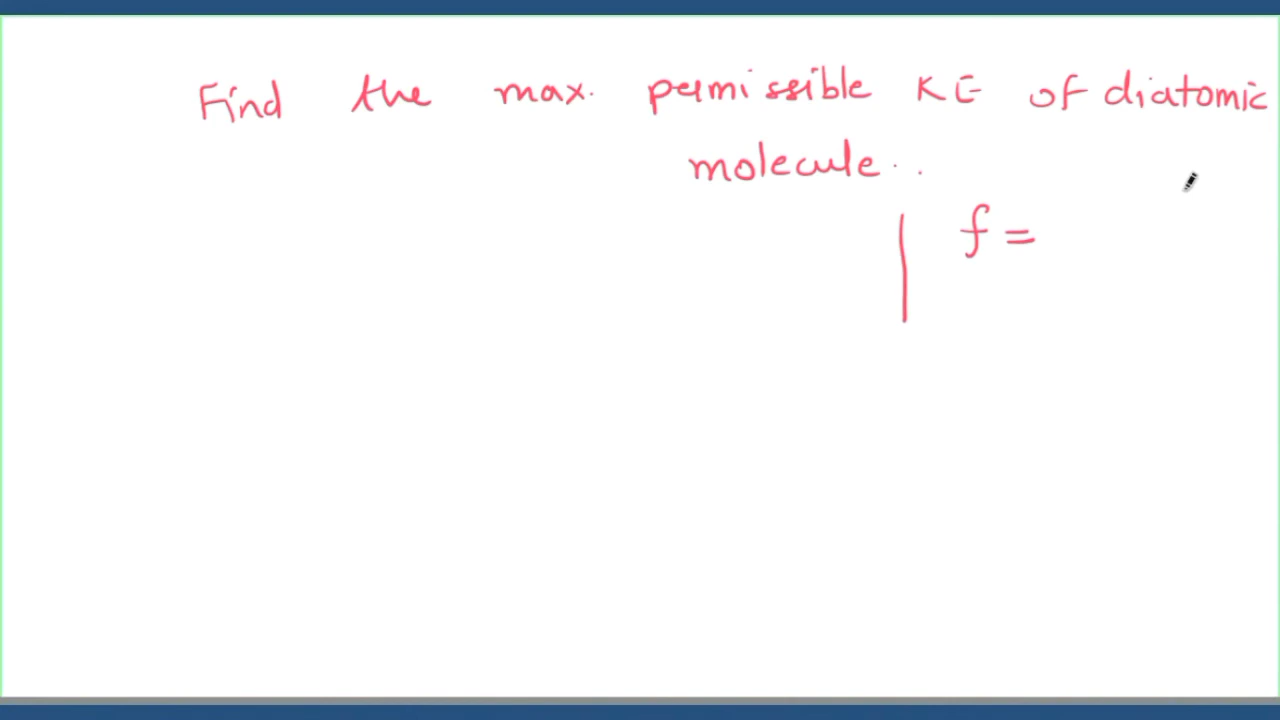 Find the max. permissible KE of diatomic
molecule..
f =